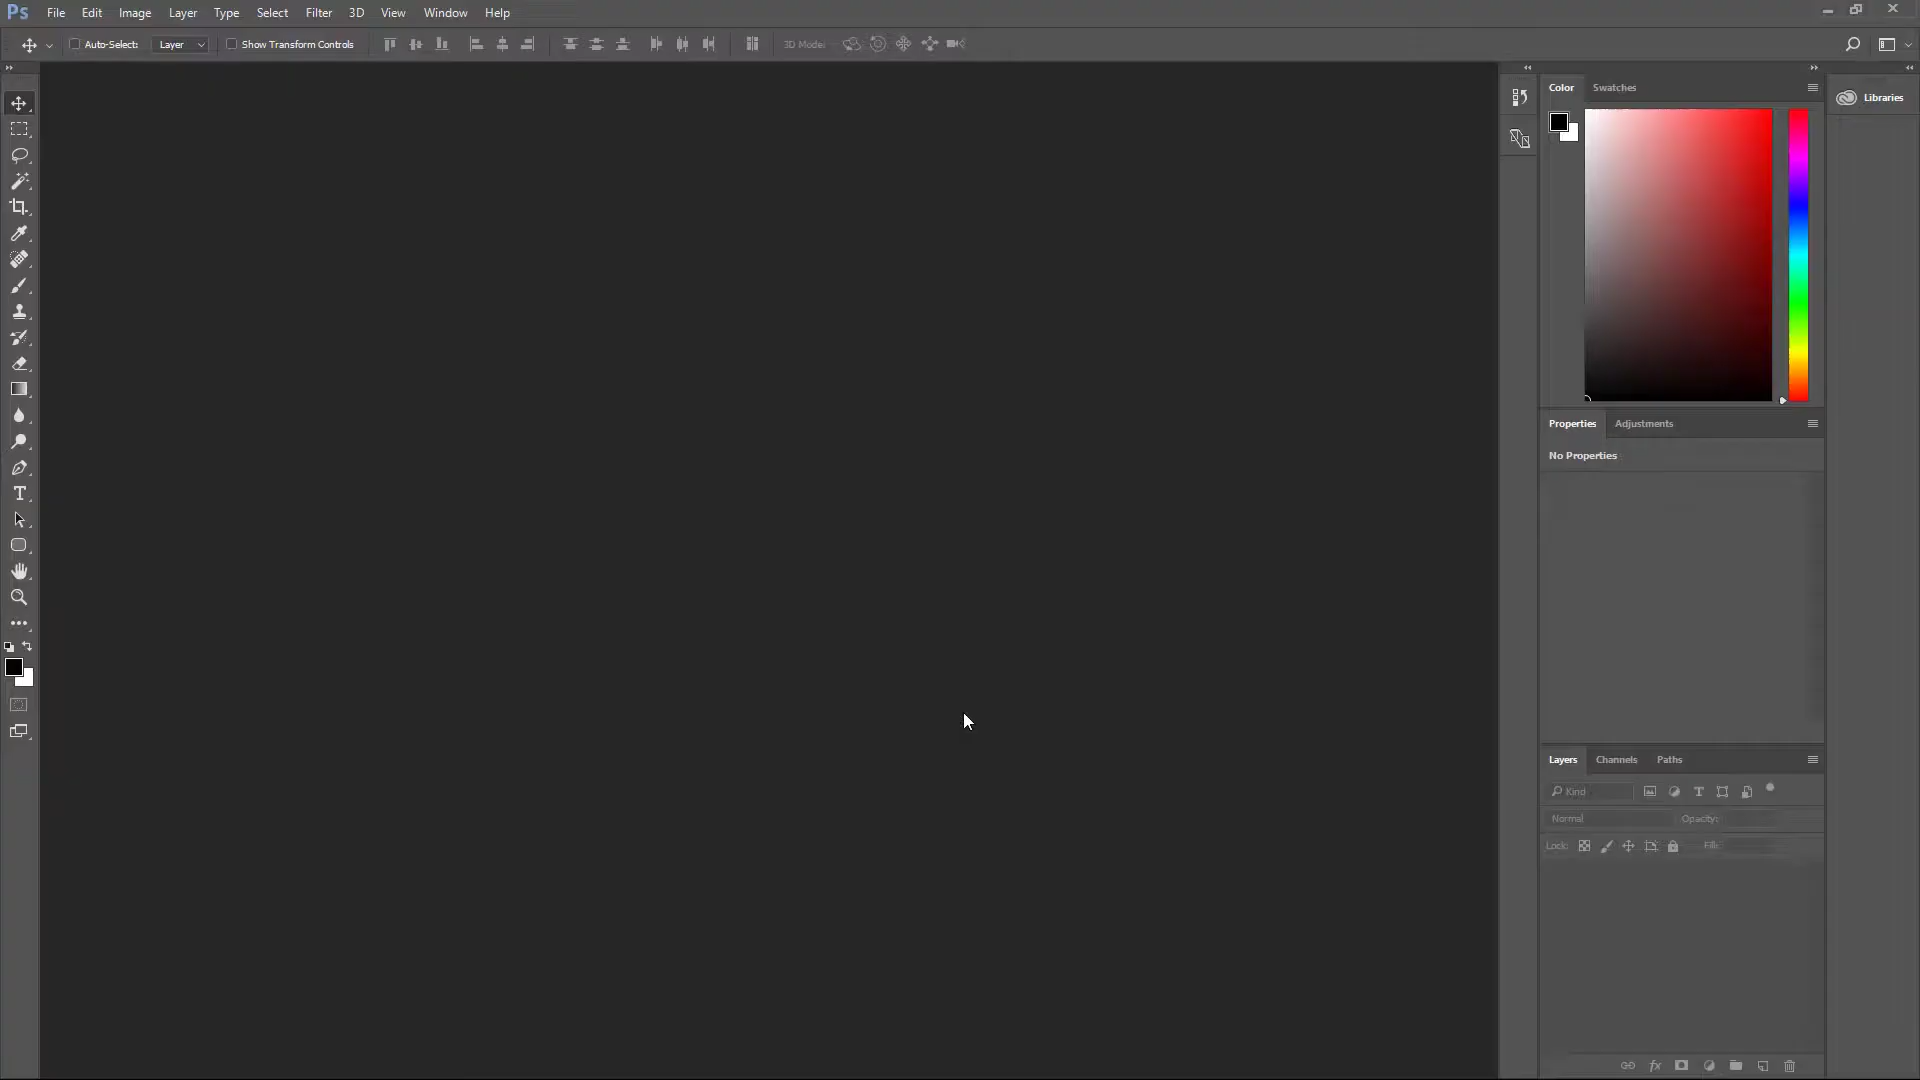 Ps File Edit Image Layer Type Select Filter 3D View Window Help
Auto-Select: Layer Show Transform Controls 3D Mode:
Color Swatches
Libraries
Properties Adjustments
No Properties
Layers Channels Paths
Kind
Normal Opacity:
Lock: Fill: